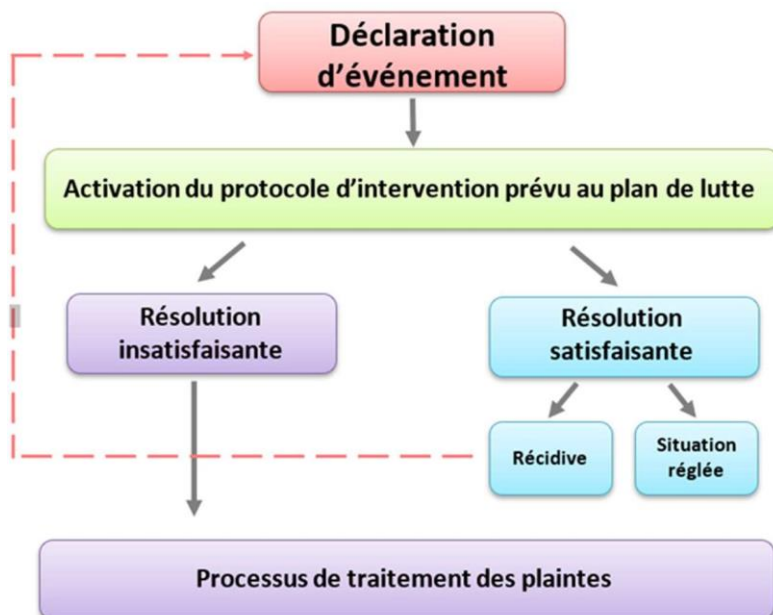 Déclaration
d’événement
Activation du protocole d’intervention prévu au plan de lutte
Résolution
insatisfaisante
Résolution
satisfaisante
Récidive
Situation
réglée
Processus de traitement des plaintes